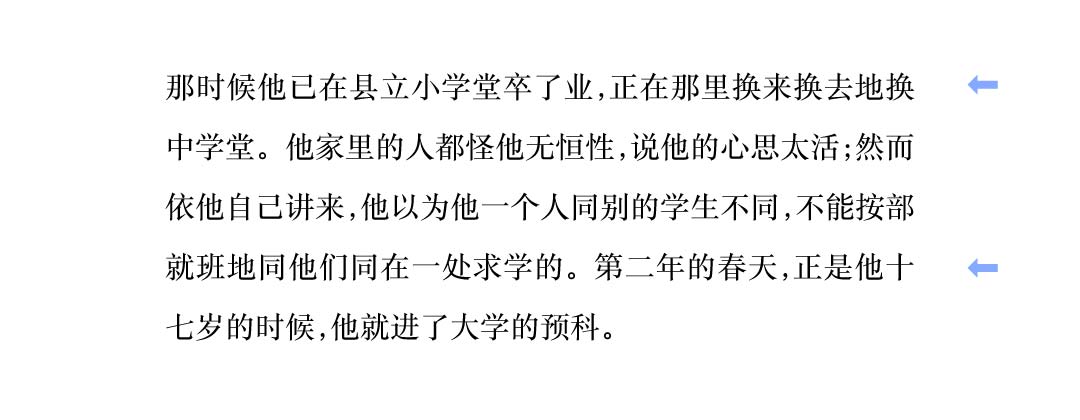 那时候他已在县立小学堂卒了业,正在那里换来换去地换
中学堂。他家里的人都怪他无恒性,说他的心思太活;然而
依他自己讲来,他以为他一个人同别的学生不同,不能按部
就班地同他们同在一处求学的。第二年的春天,正是他十
七岁的时候,他就进了大学的预科。